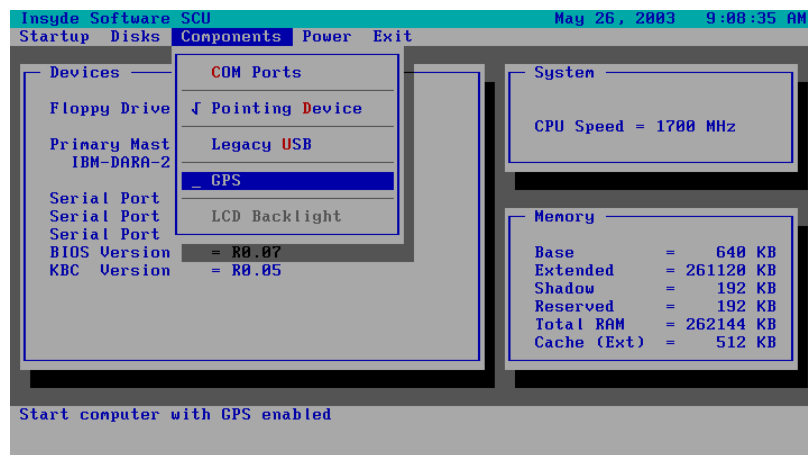 Insyde Software SCU May 26, 2003 9:08:35 AM
Startup Disks Components Power Exit
Devices
Floppy Drive
Primary Mast
IBM-DARA-2
Serial Port
Serial Port
Serial Port
BIOS Version = R0.07
KBC Version = R0.05
COM Ports
√ Pointing Device
Legacy USB
_ GPS
LCD Backlight
System
CPU Speed = 1700 MHz
Memory
Base = 640 KB
Extended = 261120 KB
Shadow = 192 KB
Reserved = 192 KB
Total RAM = 262144 KB
Cache (Ext) = 512 KB
Start computer with GPS enabled